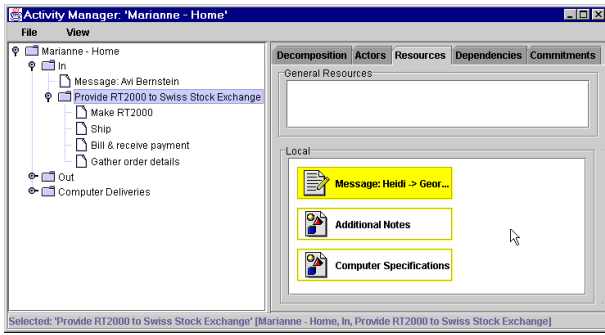 Activity Manager: 'Marianne - Home'
File View
Marianne - Home
In
Message: Avi Bernstein
Provide RT2000 to Swiss Stock Exchange
Make RT2000
Ship
Bill & receive payment
Gather order details
Out
Computer Deliveries
Decomposition Actors Resources Dependencies Commitments
General Resources
Local
Message: Heidi -> Geor...
Additional Notes
Computer Specifications
Selected: 'Provide RT2000 to Swiss Stock Exchange' [Marianne - Home, In, Provide RT2000 to Swiss Stock Exchange]